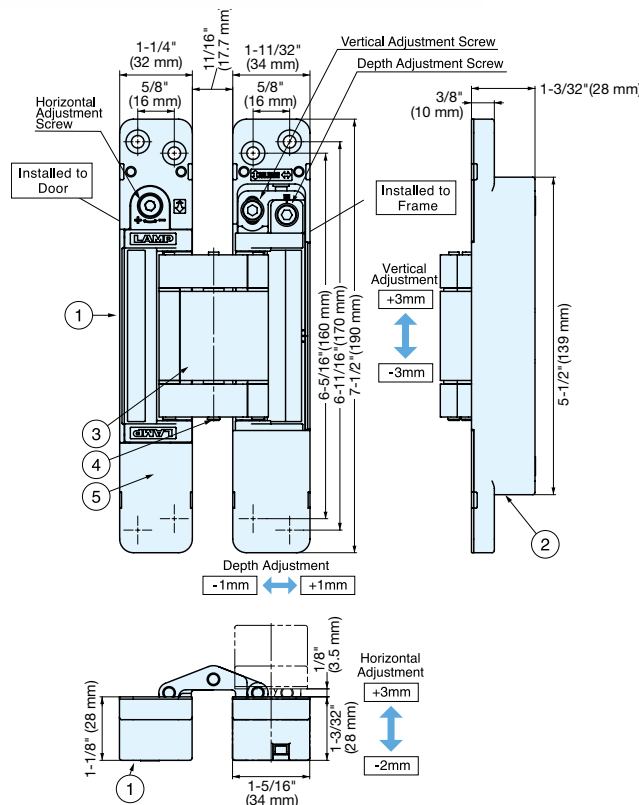 1-1/4"
(32 mm)
11/16"
(17.7 mm)
1-11/32"
(34 mm)
Vertical Adjustment Screw
Depth Adjustment Screw
5/8"
(16 mm)
5/8"
(16 mm)
3/8"
(10 mm)
1-3/32"(28 mm)
Horizontal
Adjustment
Screw
Installed to
Door
Installed to
Frame
+ -
LAMP
LAMP
1
3
4
5
6-5/16"(160 mm)
6-11/16"(170 mm)
7-1/2"(190 mm)
Vertical
Adjustment
+3mm
-3mm
5-1/2"(139 mm)
2
Depth Adjustment
-1mm
+1mm
1/8"
(3.5 mm)
Horizontal
Adjustment
+3mm
-2mm
1-1/8" (28 mm)
1-3/32"
(28 mm)
1
1-5/16"
(34 mm)